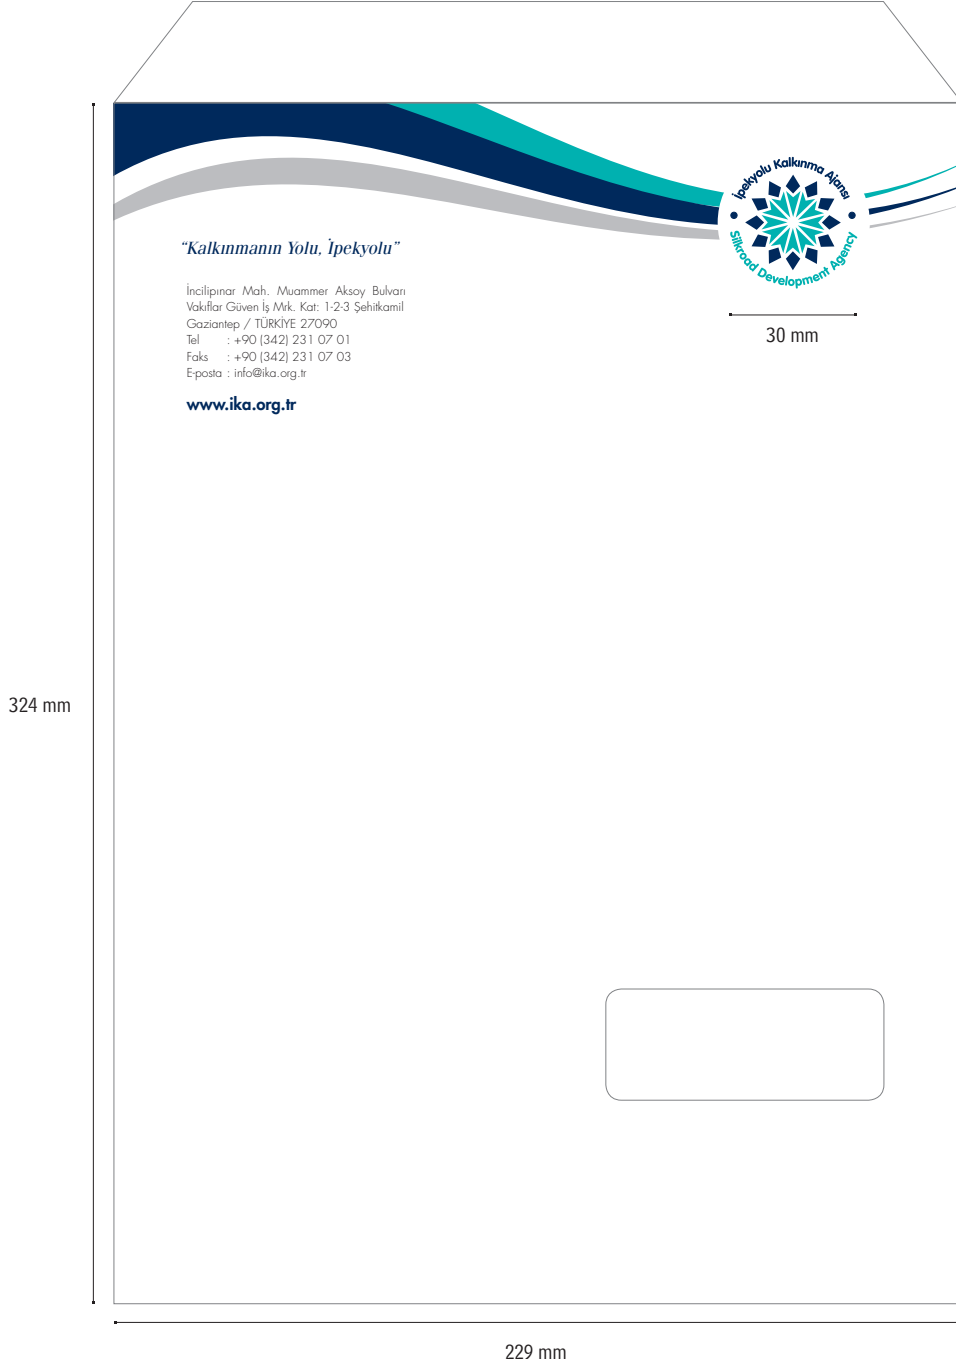 İpekyolu Kalkınma Ajansı
Silkroad Development Agency
“Kalkınmanın Yolu, İpekyolu”
İncilipınar Mah. Muammer Aksoy Bulvarı
Vakıflar Güven İş Mrk. Kat: 1-2-3 Şehitkamil
Gaziantep / TÜRKİYE 27090
Tel : +90 (342) 231 07 01
Faks : +90 (342) 231 07 03
E-posta : info@ika.org.tr
www.ika.org.tr
30 mm
324 mm
229 mm